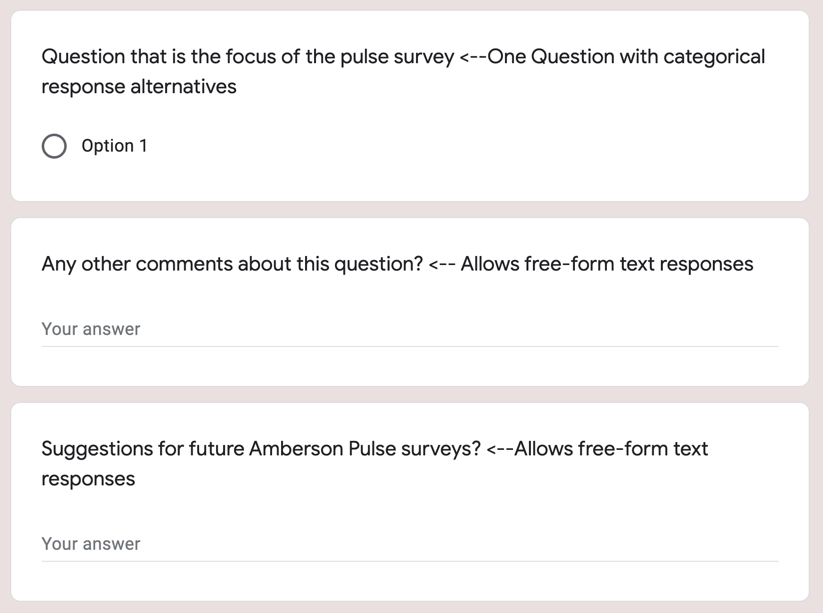 Question that is the focus of the pulse survey <--One Question with categorical
response alternatives
Option 1
Any other comments about this question? <-- Allows free-form text responses
Your answer
Suggestions for future Amberson Pulse surveys? <--Allows free-form text
responses
Your answer